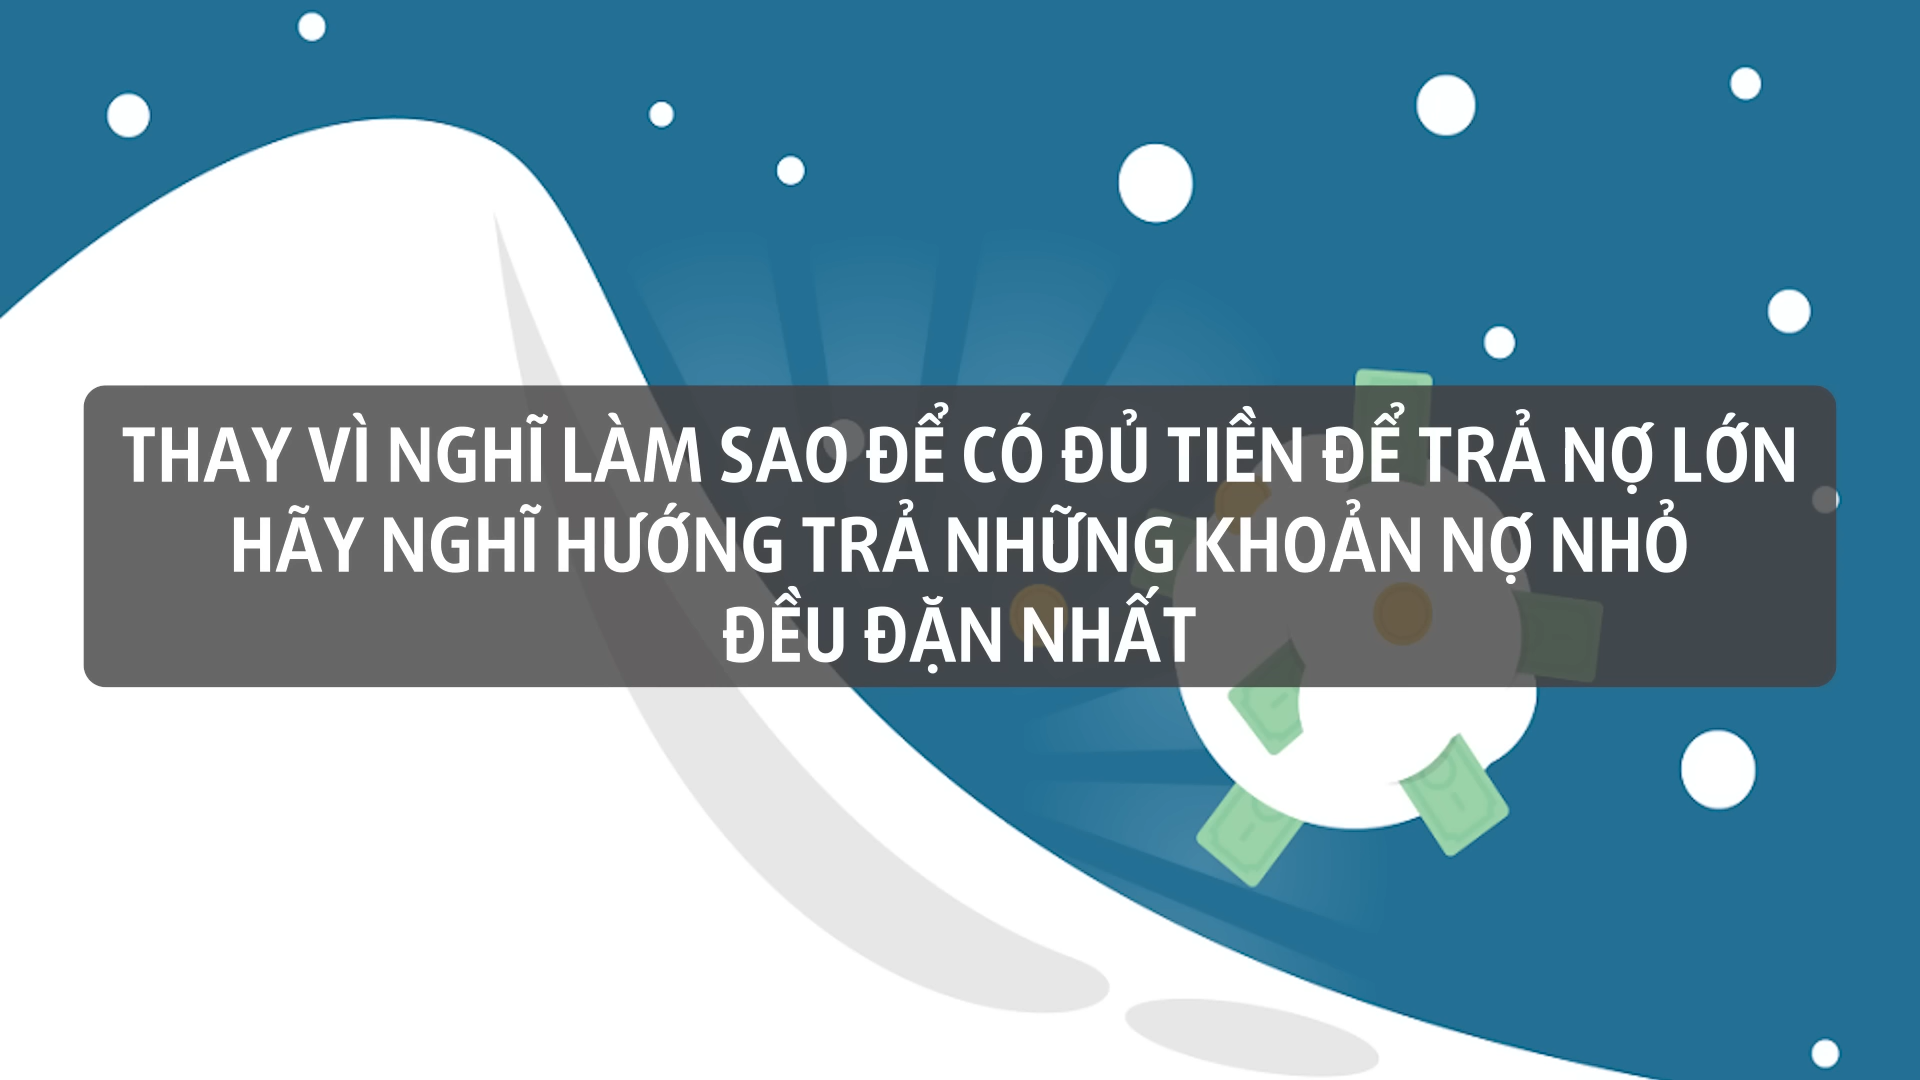 THAY VÌ NGHĨ LÀM SAO ĐỂ CÓ ĐỦ TIỀN ĐỂ TRẢ NỢ LỚN
HÃY NGHĨ HƯỚNG TRẢ NHỮNG KHOẢN NỢ NHỎ
ĐỀU ĐẶN NHẤT